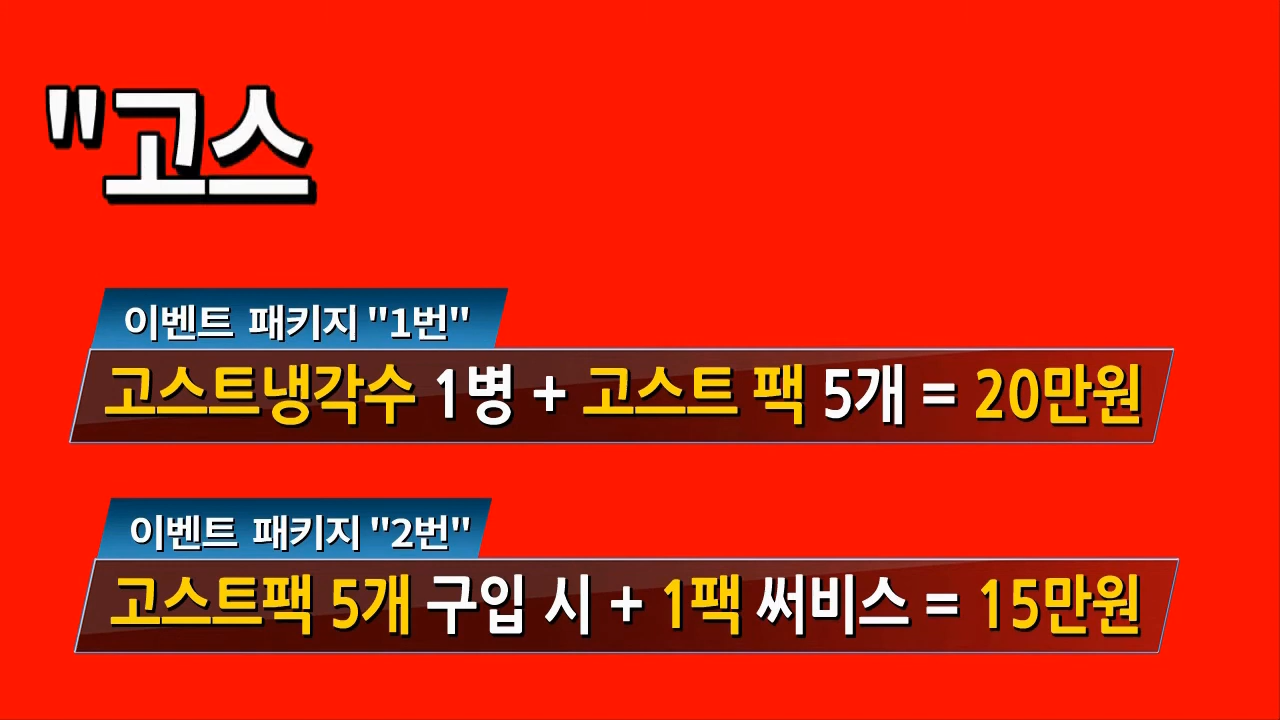 "고스
이벤트 패키지 "1번"
고스트냉각수 1병 + 고스트 팩 5개 = 20만원
이벤트 패키지 "2번"
고스트팩 5개 구입 시 + 1팩 써비스 = 15만원